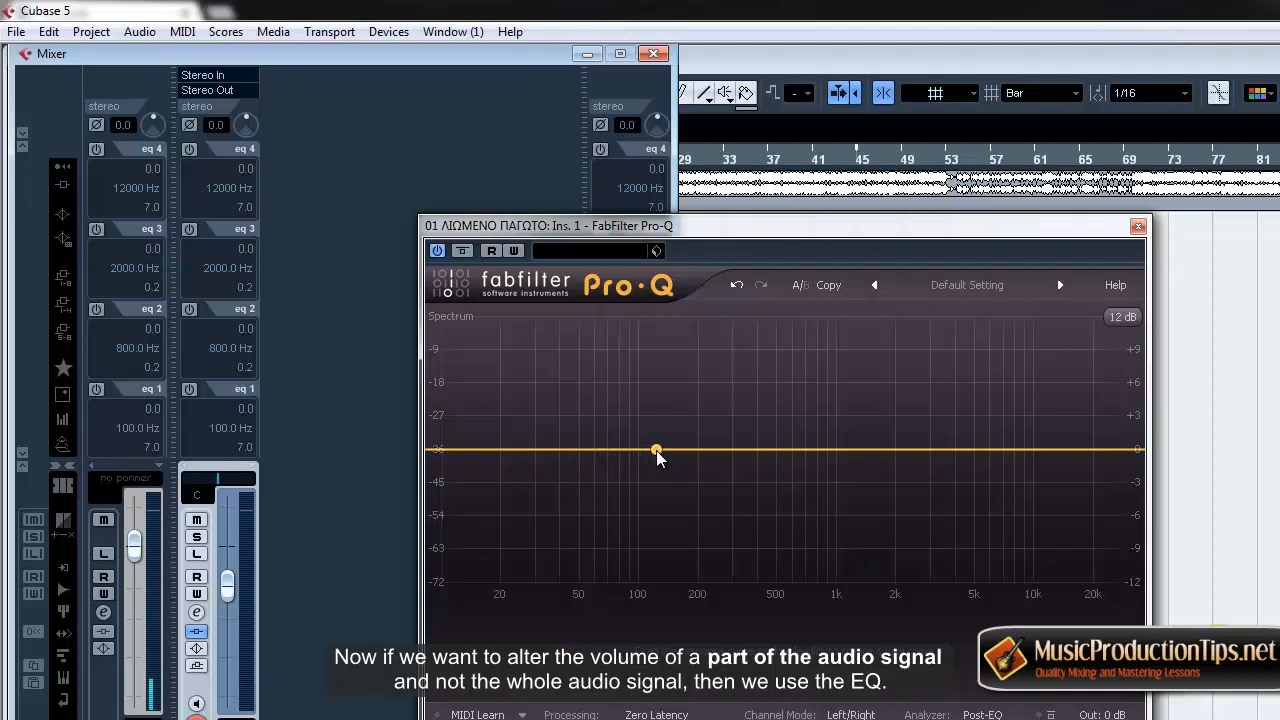 Cubase 5
File Edit Project Audio MIDI Scores Media Transport Devices Window (1) Help
Mixer
Stereo In
Stereo Out
stereo stereo stereo
0.0 0.0 0.0
eq 4 eq 4 eq 4
0.0 0.0 0.0
12000 Hz 12000 Hz 12000 Hz
7.0 7.0 7.0
eq 3 eq 3
0.0 0.0
2000.0 Hz 2000.0 Hz
0.2 0.2
eq 2 eq 2
0.0 0.0
800.0 Hz 800.0 Hz
0.2 0.2
eq 1 eq 1
0.0 0.0
100.0 Hz 100.0 Hz
7.0 7.0
no panner
C
M M
S
L L
R R
W W
e e
[M]
[S]
[L]
[R]
[W]
- Bar 1/16
29 33 37 41 45 49 53 57 61 65 69 73 77 81
01 ΛΙΩΜΕΝΟ ΠΑΓΩΤΟ: Ins. 1 - FabFilter Pro-Q
R W
fabfilter Pro·Q
software instruments
A/B Copy Default Setting Help
Spectrum 12 dB
-9 +9
-18 +6
-27 +3
-36 0
-45 -3
-54 -6
-63 -9
-72 -12
20 50 100 200 500 1k 2k 5k 10k 20k
Now if we want to alter the volume of a part of the audio signal
and not the whole audio signal, then we use the EQ.
MusicProductionTips.net
Quality Mixing and Mastering Lessons
MIDI Learn Processing: Zero Latency Channel Mode: Left/Right Analyzer: Post-EQ Out: 0 dB